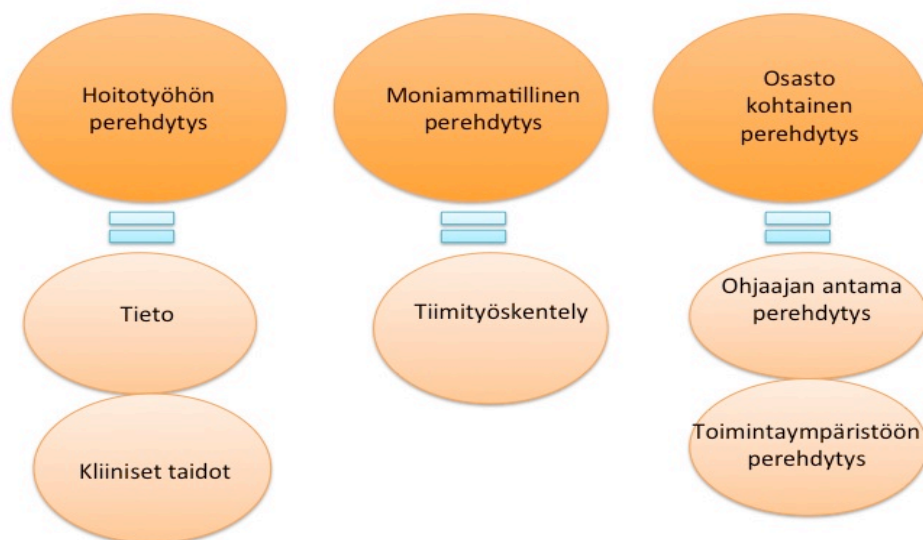 Hoitotyöhön
perehdytys
Moniammatillinen
perehdytys
Osasto
kohtainen
perehdytys
Tieto
Kliiniset taidot
Tiimityöskentely
Ohjaajan antama
perehdytys
Toimintaympäristöön
perehdytys